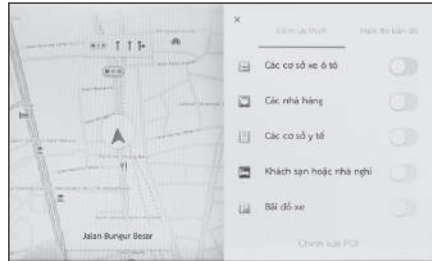 Điểm ưa thích
Hiển thị bản đồ
Các cơ sở xe ô tô
Các nhà hàng
Các cơ sở y tế
Khách sạn hoặc nhà nghỉ
Bãi đỗ xe
Chỉnh sửa POI
Jalan Bungur Besar